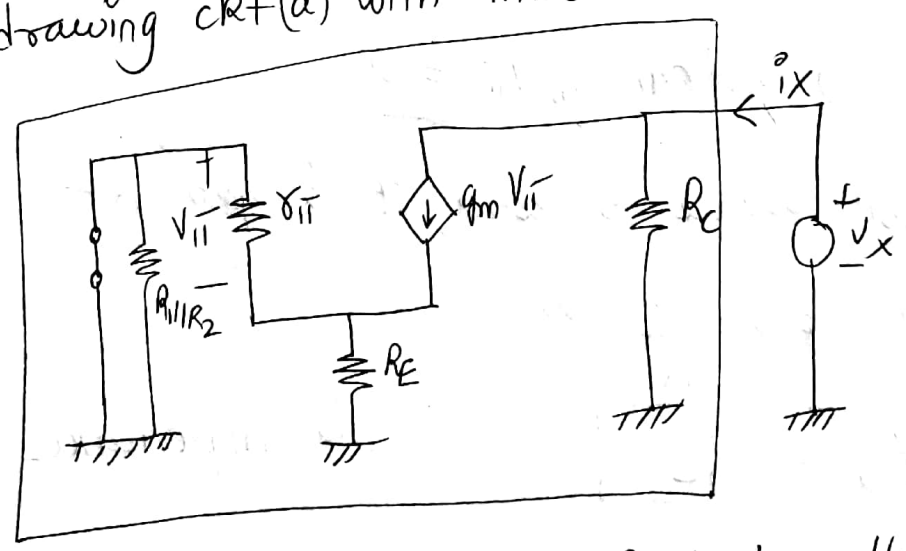 drawing ckt(a) with
ix
+
Vπ
rπ
gm Vπ
RC
+
Vx
−
−
R1||R2
RE